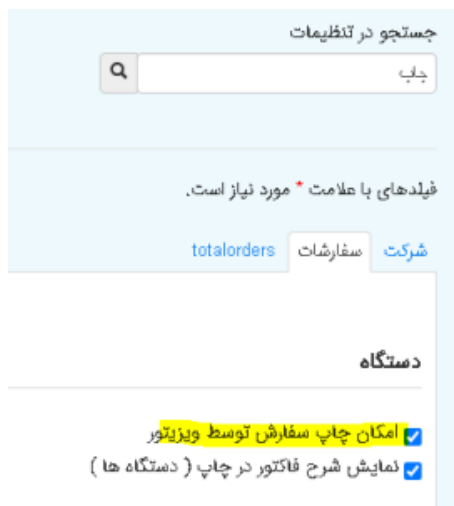 جستجو در تنظیمات
چاپ
فیلدهای با علامت * مورد نیاز است.
شرکت سفارشات totalorders
دستگاه
امکان چاپ سفارش توسط ویزیتور
نمایش شرح فاکتور در چاپ ( دستگاه ها )